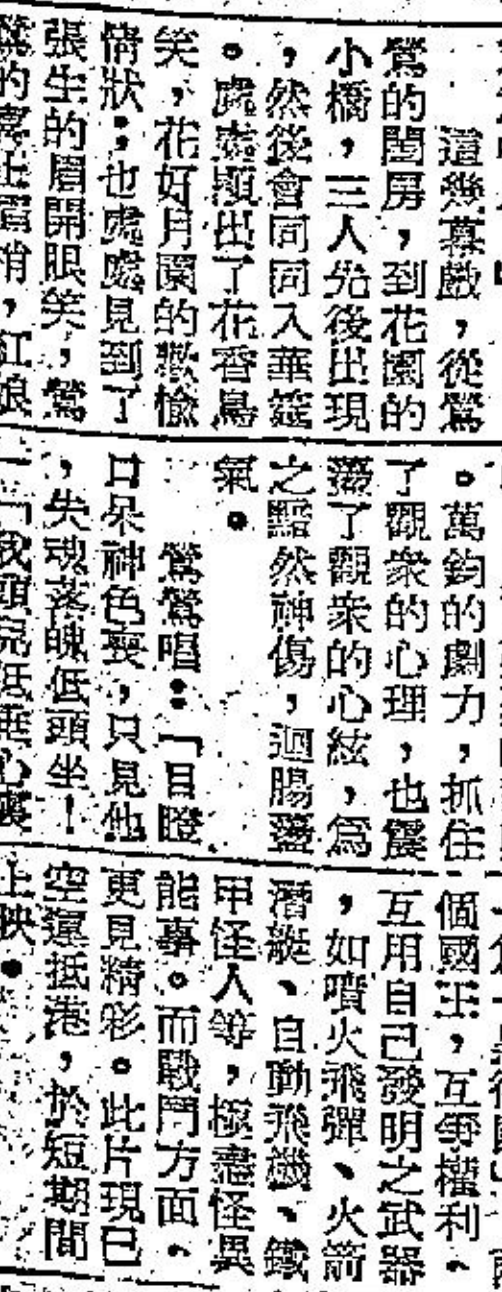 這幾幕戲，從鶯
鶯的閨房，到花園的
小橋，三人先後出現
，然後會同同入華筵
。處處顯出了花香鳥
笑，花好月圓的歡愉
情狀；也處處見到了
張生的眉開眼笑，鶯
鶯的喜上眉梢，紅娘
。萬鈞的劇力，抓住
了觀衆的心理，也震
盪了觀衆的心絃，爲
之黯然神傷，迴腸盪
氣。
鶯鶯唱：「目瞪
口呆神色喪，只見他
，失魂落魄低頭坐！
「我頭兒低垂心裏
個國王，互爭權利。
互用自己發明之武器
，如噴火飛彈、火箭
潛艇、自動飛機、鐵
甲怪人等，極盡怪異
能事。而戰鬥方面，
更見精彩。此片現已
空運抵港，於短期間
上映。